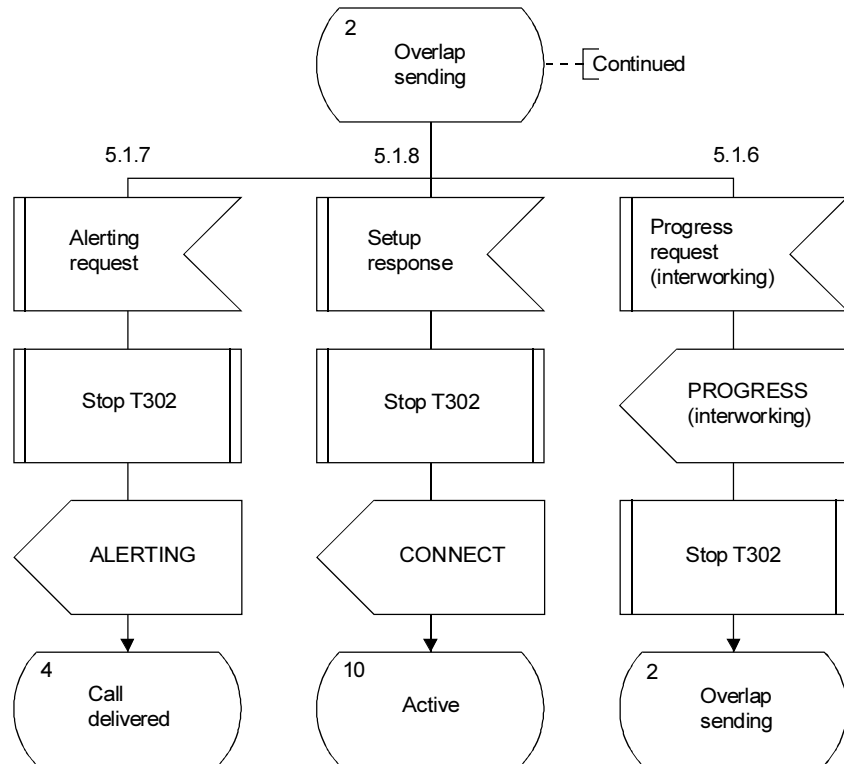 2
Overlap
sending
Continued
5.1.7
5.1.8
5.1.6
Alerting
request
Setup
response
Progress
request
(interworking)
Stop T302
Stop T302
PROGRESS
(interworking)
ALERTING
CONNECT
Stop T302
4
Call
delivered
10
Active
2
Overlap
sending